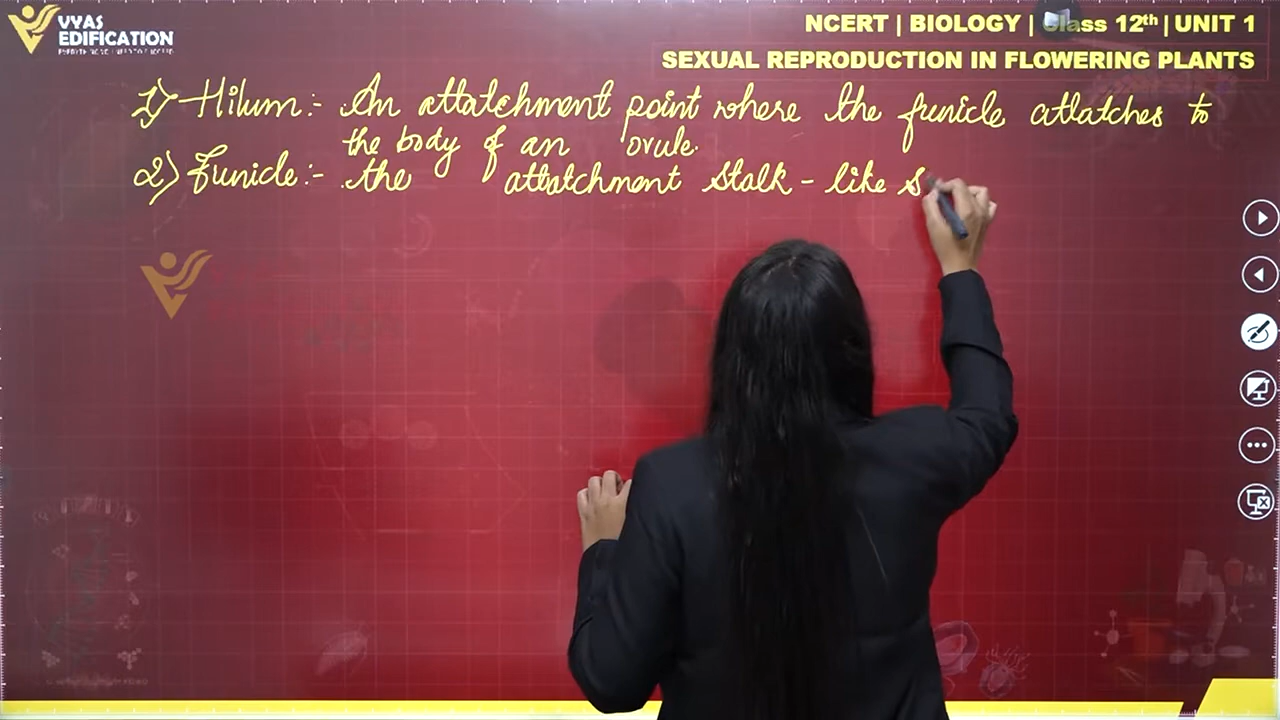 VYAS
EDIFICATION
NCERT | BIOLOGY | Class 12th | UNIT 1
SEXUAL REPRODUCTION IN FLOWERING PLANTS
1) Hilum:- An attatchment point where the funicle attatches to
the body of an ovule.
2) Funicle:- the attatchment stalk-like s